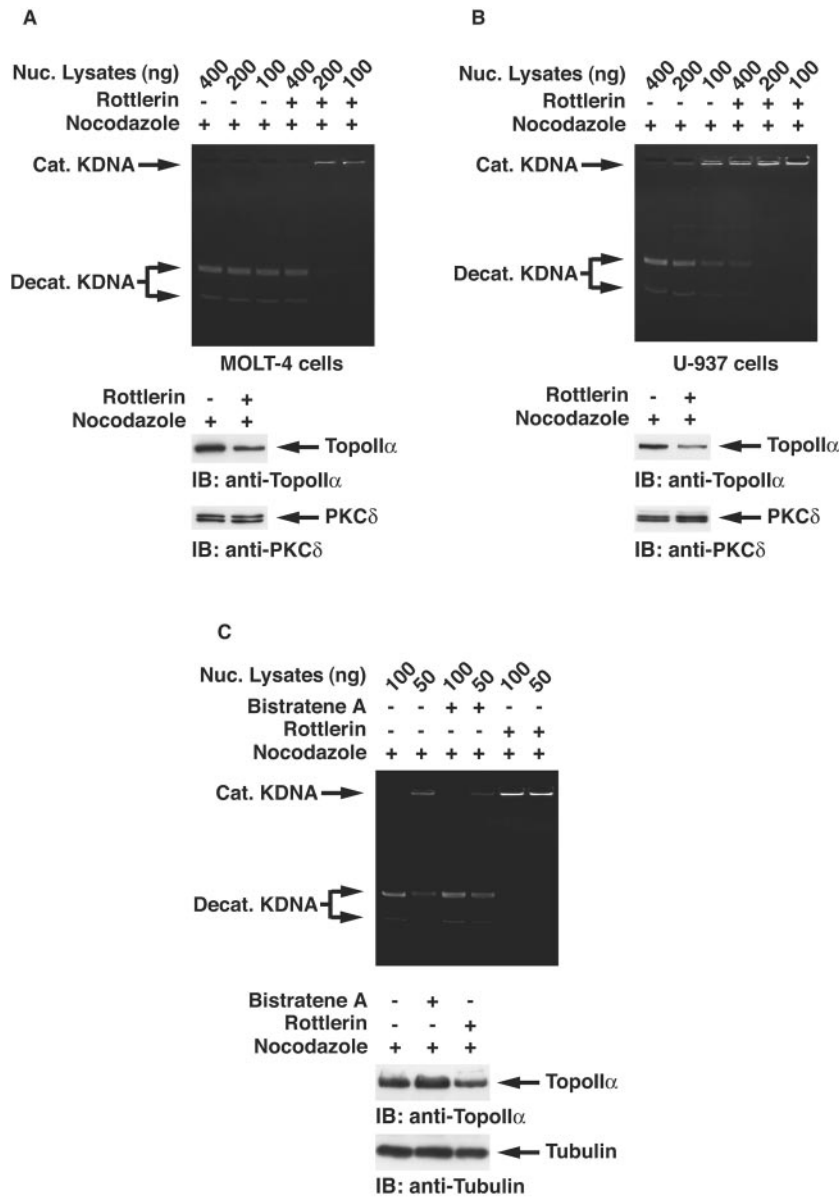 A
Nuc. Lysates (ng) 400 200 100 400 200 100
Rottlerin - - - + + +
Nocodazole + + + + + +
Cat. KDNA
Decat. KDNA
MOLT-4 cells
Rottlerin - +
Nocodazole + +
TopoIIα
IB: anti-TopoIIα
PKCδ
IB: anti-PKCδ
B
Nuc. Lysates (ng) 400 200 100 400 200 100
Rottlerin - - - + + +
Nocodazole + + + + + +
Cat. KDNA
Decat. KDNA
U-937 cells
Rottlerin - +
Nocodazole + +
TopoIIα
IB: anti-TopoIIα
PKCδ
IB: anti-PKCδ
C
Nuc. Lysates (ng) 100 50 100 50 100 50
Bistratene A - - + + - -
Rottlerin - - - - + +
Nocodazole + + + + + +
Cat. KDNA
Decat. KDNA
Bistratene A - + -
Rottlerin - - +
Nocodazole + + +
TopoIIα
IB: anti-TopoIIα
Tubulin
IB: anti-Tubulin